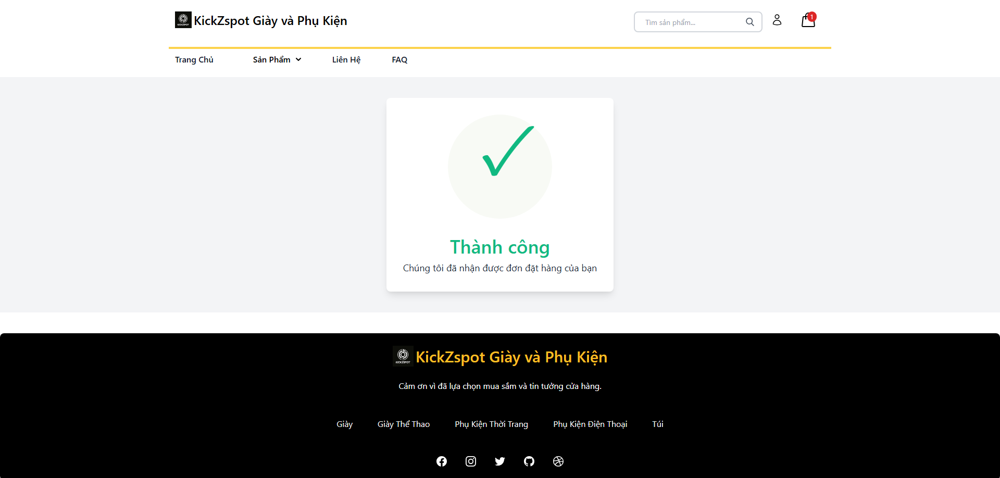 KICKZSPOT
KickZspot Giày và Phụ Kiện
Tìm sản phẩm...
1
Trang Chủ
Sản Phẩm
Liên Hệ
FAQ
Thành công
Chúng tôi đã nhận được đơn đặt hàng của bạn
KICKZSPOT
KickZspot Giày và Phụ Kiện
Cảm ơn vì đã lựa chọn mua sắm và tin tưởng cửa hàng.
Giày
Giày Thể Thao
Phụ Kiện Thời Trang
Phụ Kiện Điện Thoại
Túi